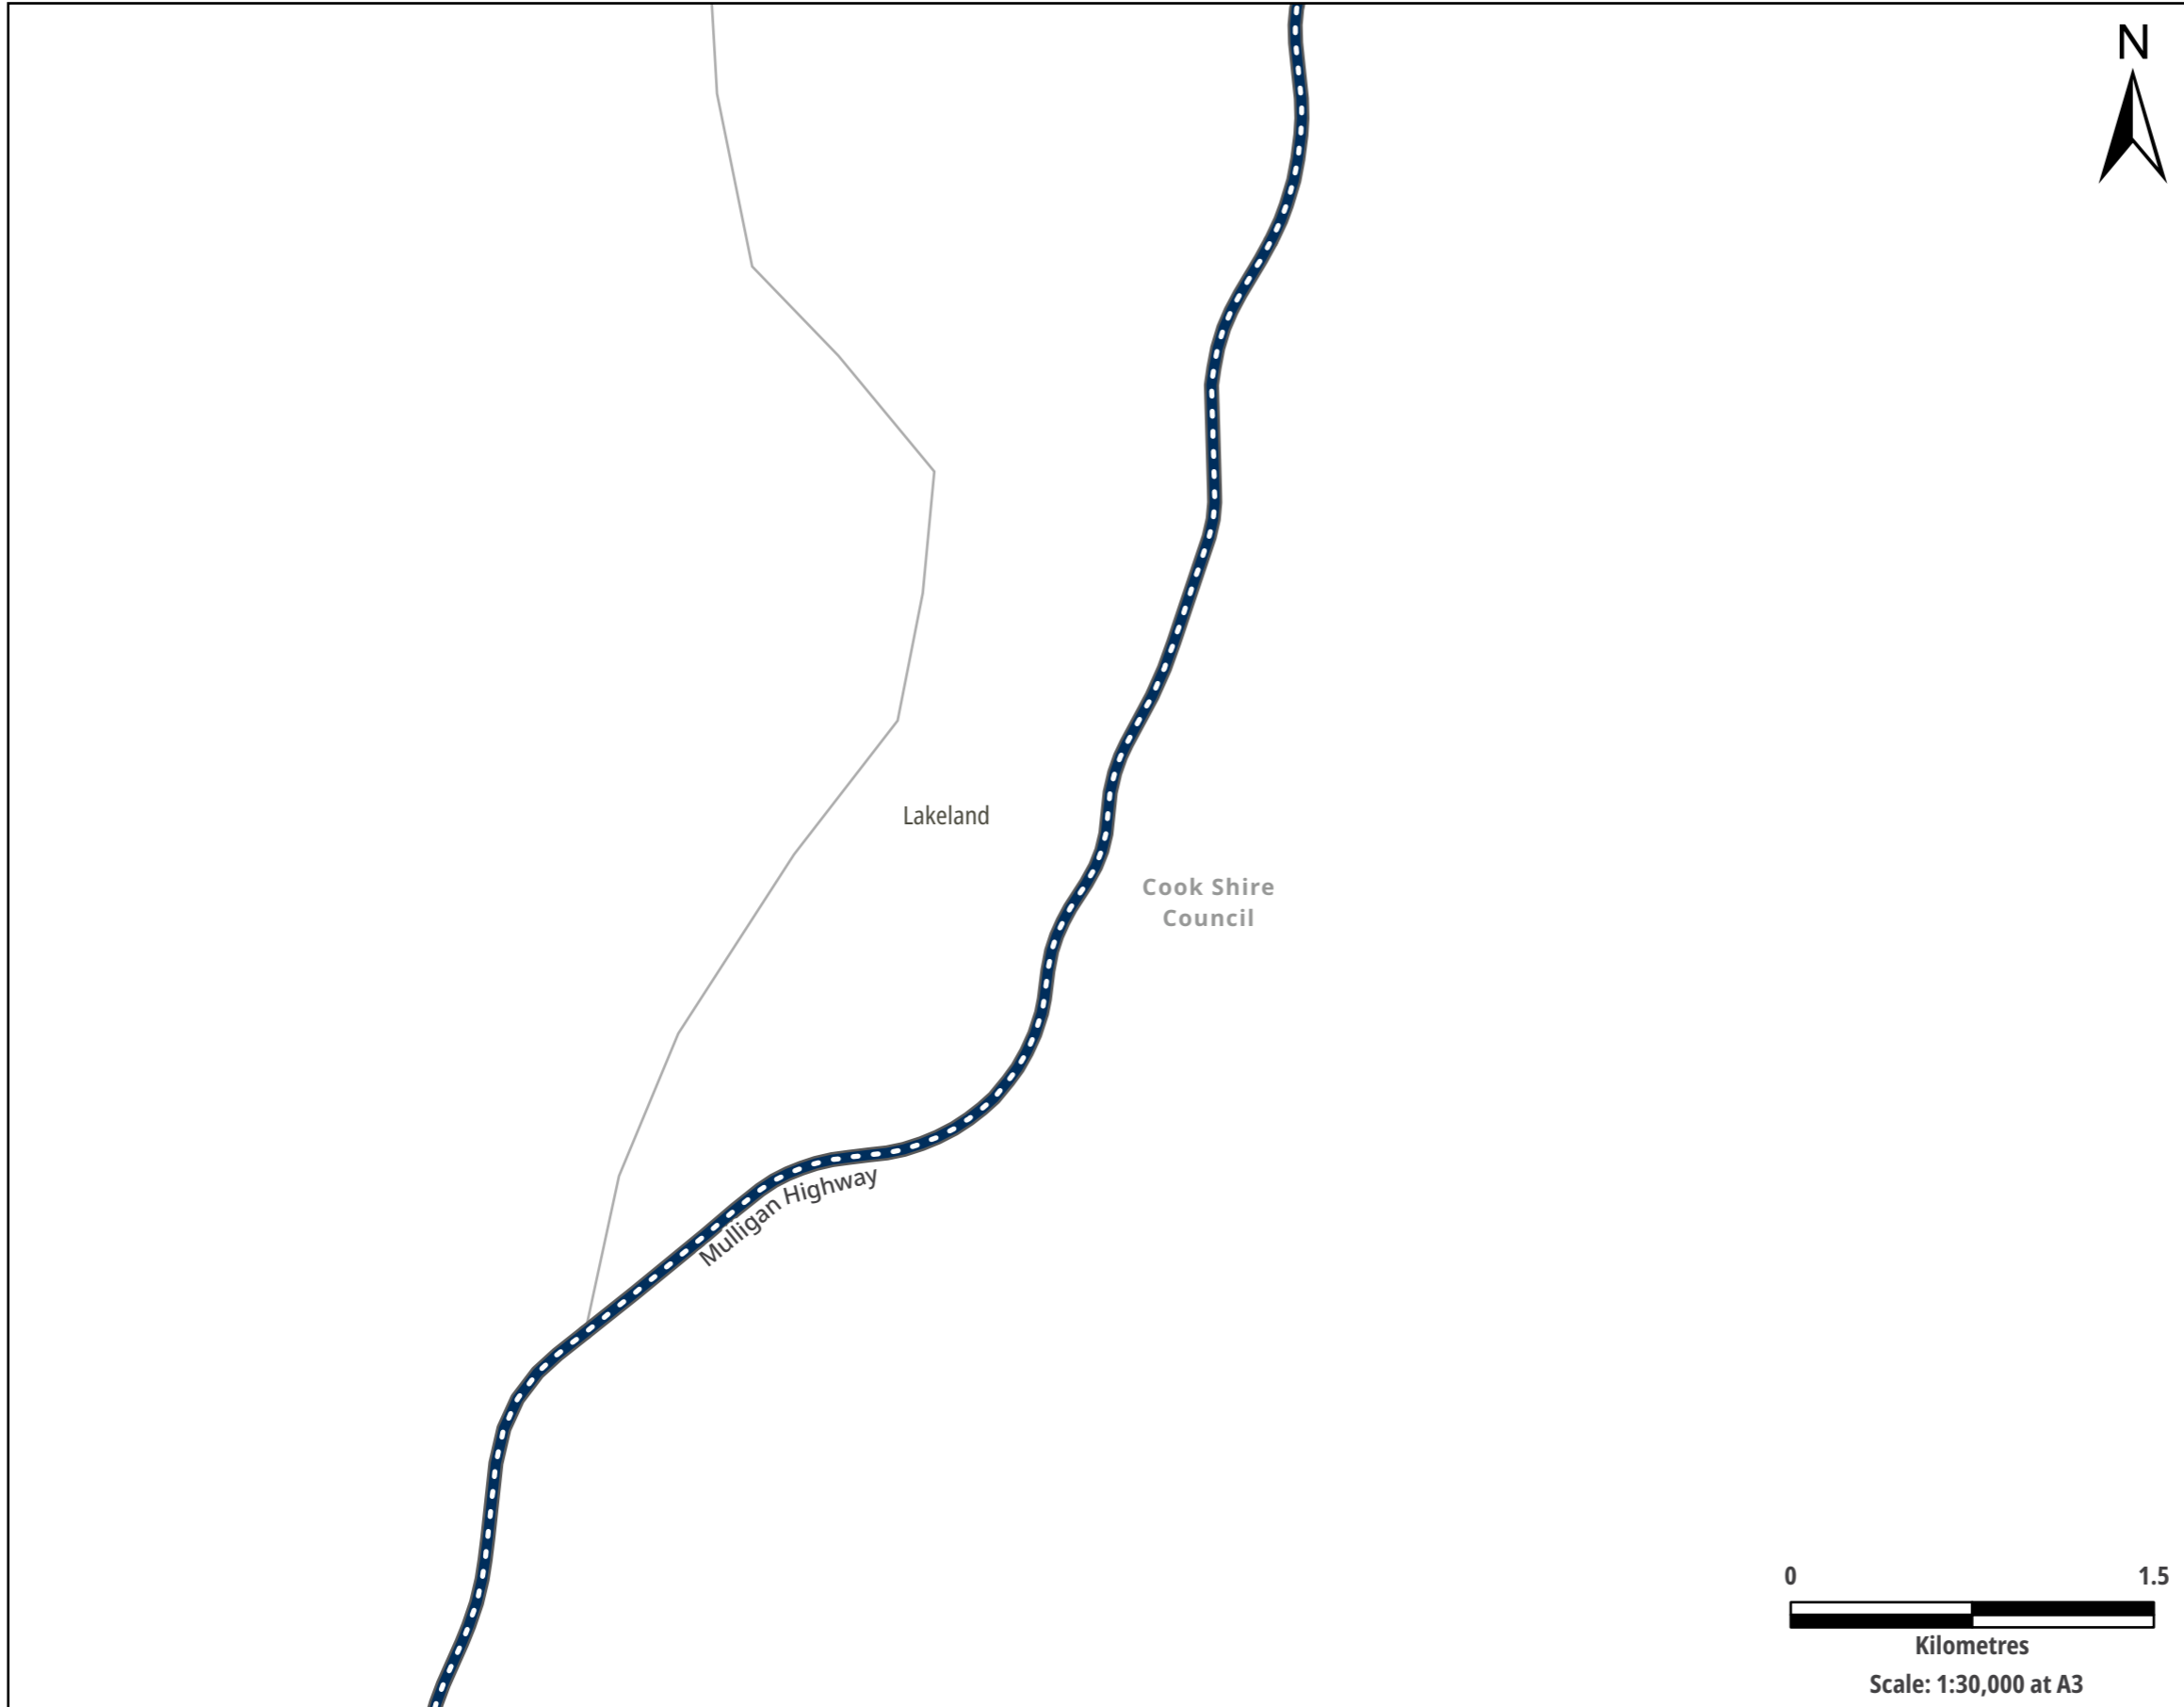 N
Lakeland
Cook Shire
Council
Mulligan Highway
0 1.5
Kilometres
Scale: 1:30,000 at A3